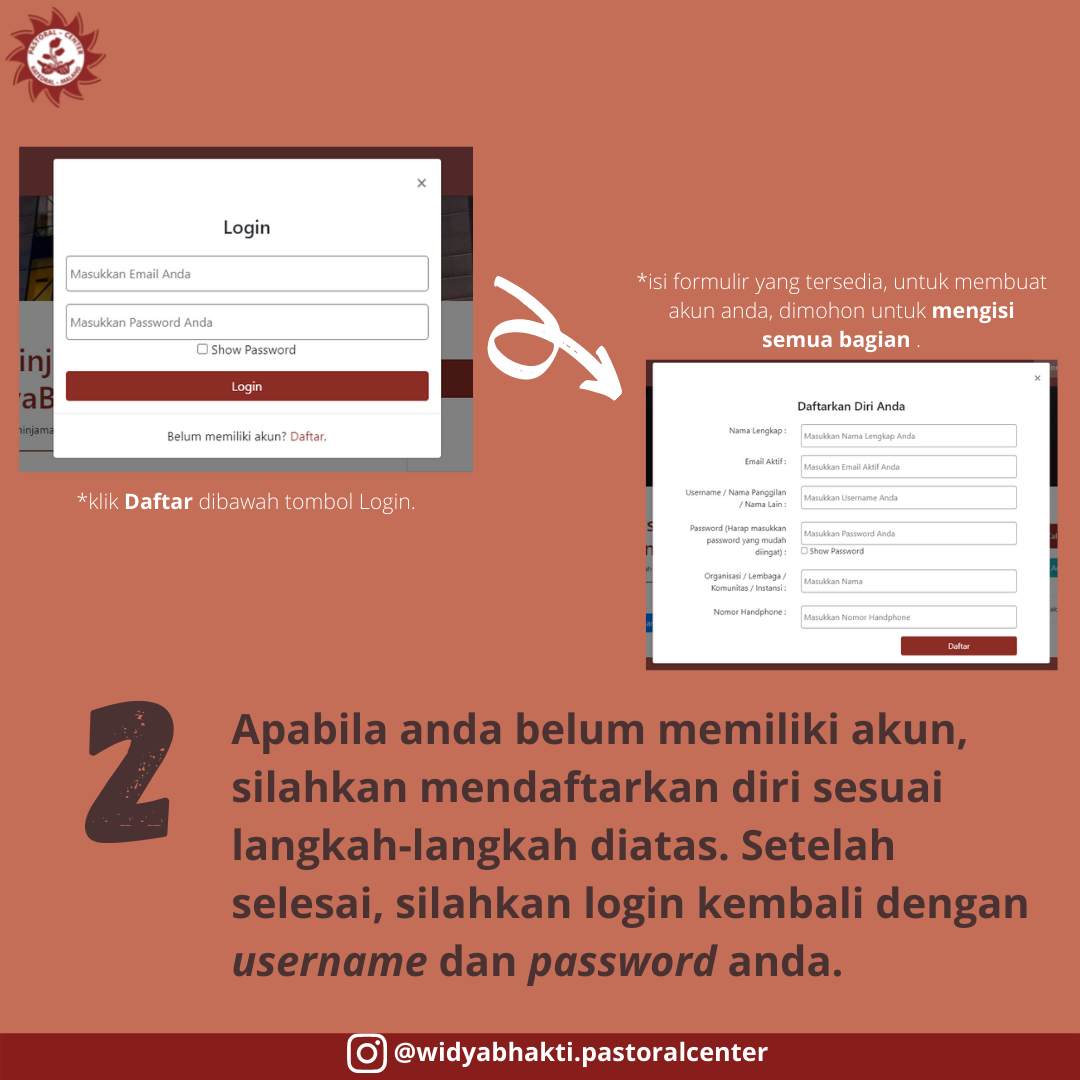 PASTORAL - CENTER
KATEDRAL - MALANG
×
Login
Masukkan Email Anda
Masukkan Password Anda
Show Password
Login
Belum memiliki akun? Daftar.
*klik Daftar dibawah tombol Login.
*isi formulir yang tersedia, untuk membuat
akun anda, dimohon untuk mengisi
semua bagian .
×
Daftarkan Diri Anda
Nama Lengkap :
Masukkan Nama Lengkap Anda
Email Aktif :
Masukkan Email Aktif Anda
Username / Nama Panggilan
/ Nama Lain :
Masukkan Username Anda
Password (Harap masukkan
password yang mudah
diingat) :
Masukkan Password Anda
Show Password
Organisasi / Lembaga /
Komunitas / Instansi :
Masukkan Nama
Nomor Handphone :
Masukkan Nomor Handphone
Daftar
2
Apabila anda belum memiliki akun,
silahkan mendaftarkan diri sesuai
langkah-langkah diatas. Setelah
selesai, silahkan login kembali dengan
username dan password anda.
@widyabhakti.pastoralcenter